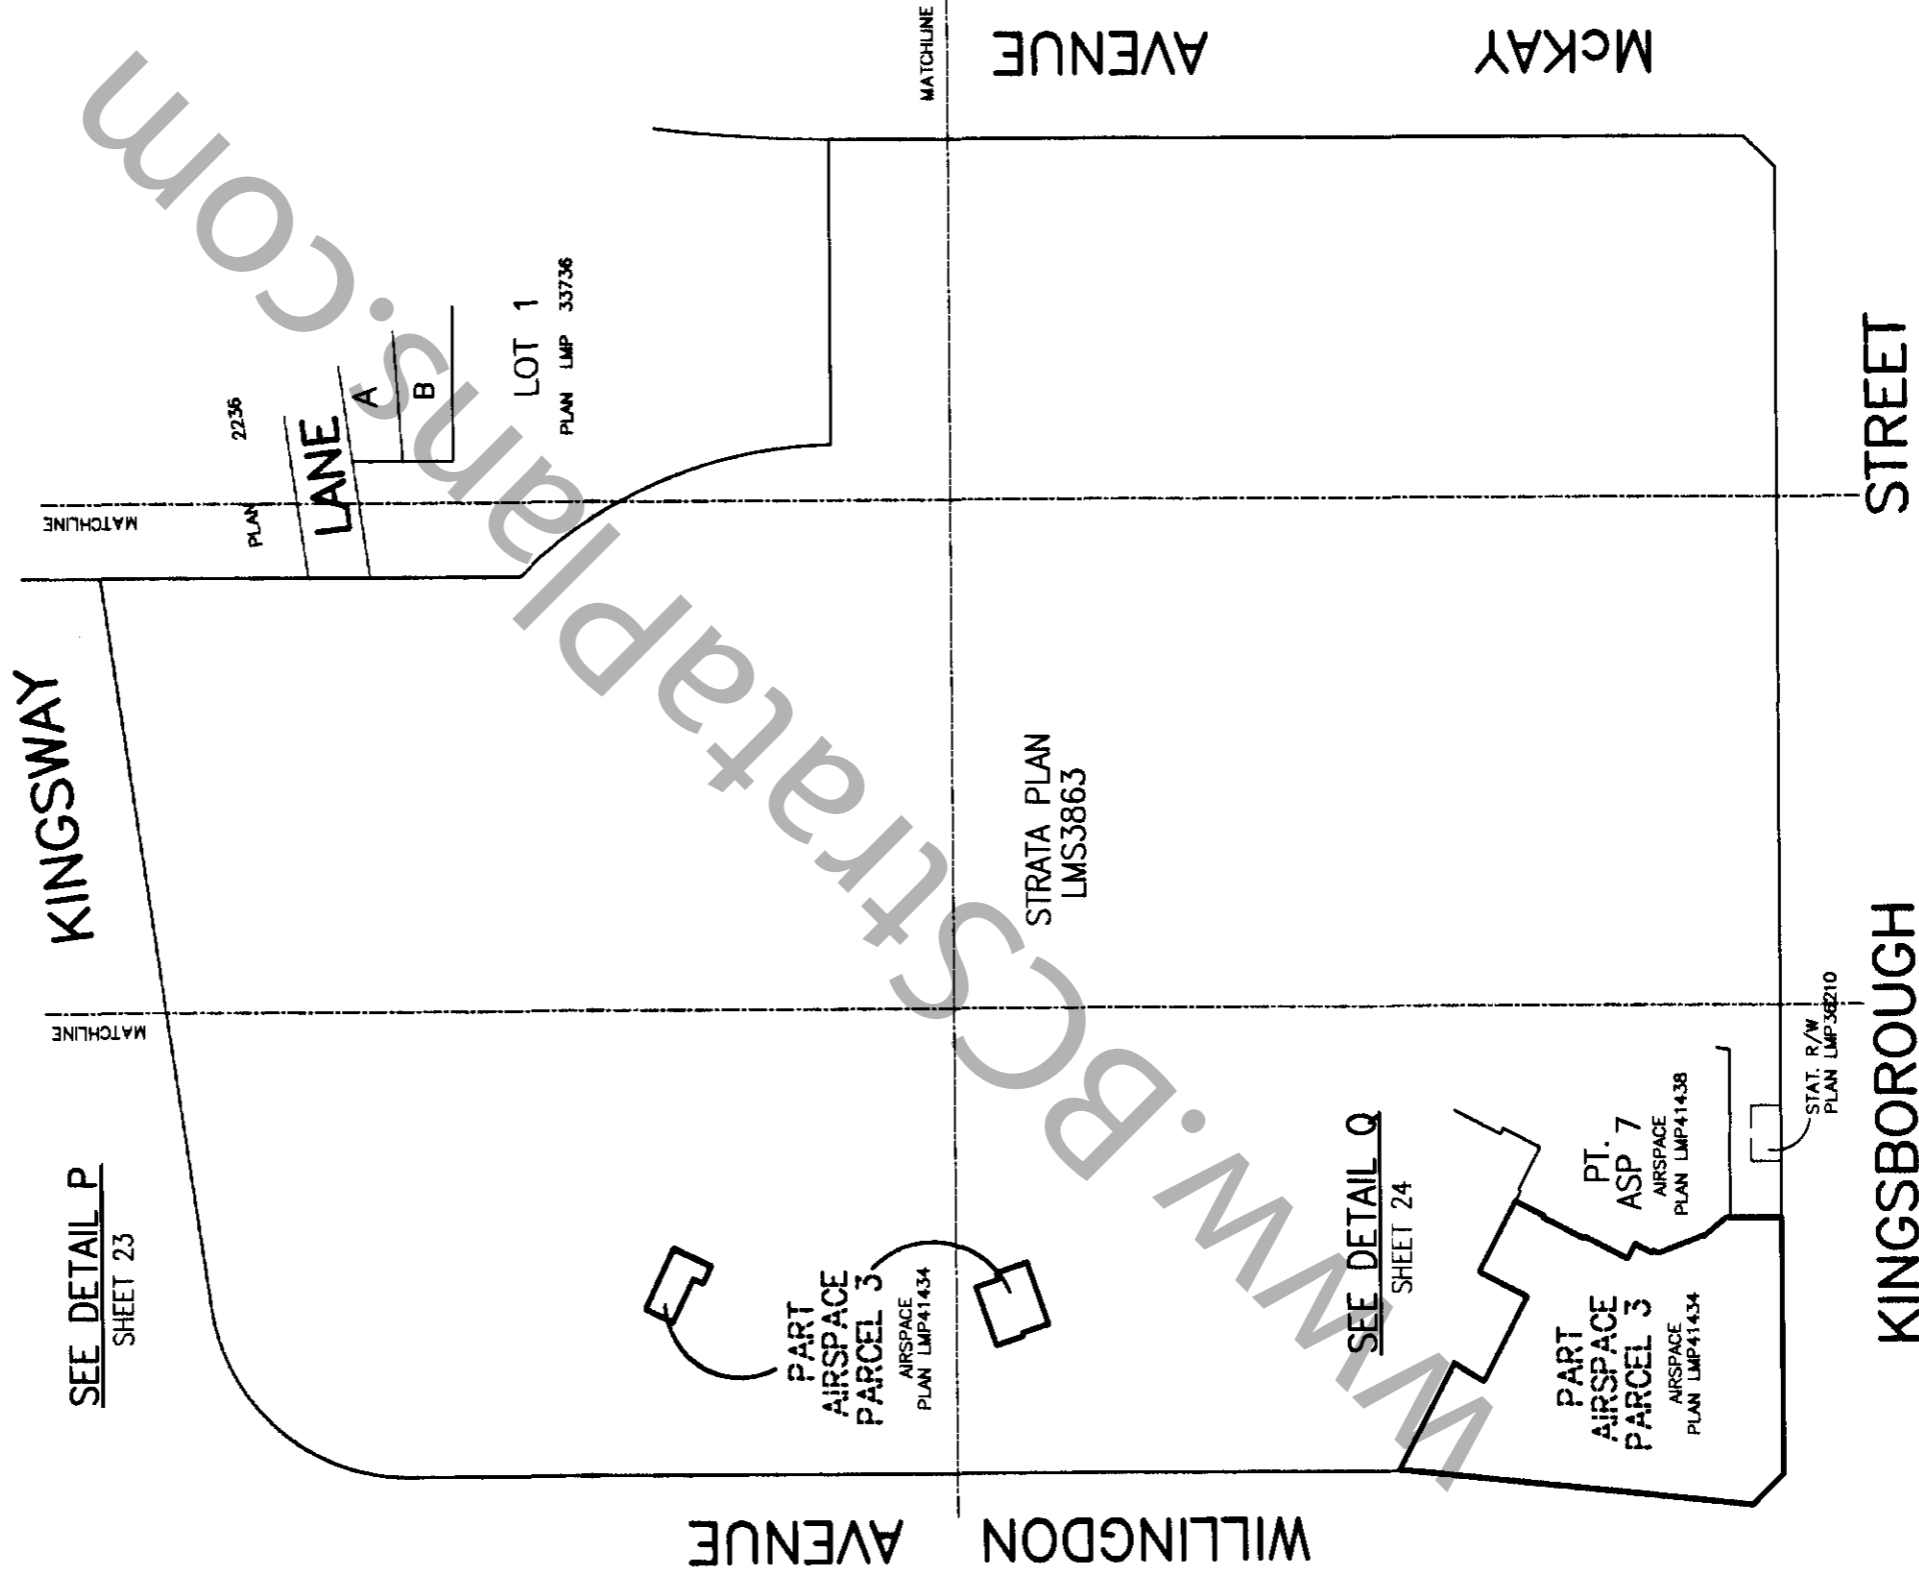 KINGSWAY
SEE DETAIL P
SHEET 23
MATCHLINE
MATCHLINE
PLAN 2236
LANE
A
B
LOT 1
PLAN LMP 33736
MATCHLINE
McKAY AVENUE
PART
AIRSPACE
PARCEL 3
AIRSPACE
PLAN LMP41434
STRATA PLAN
LMS3863
WILLINGDON AVENUE
SEE DETAIL Q
SHEET 24
PART
AIRSPACE
PARCEL 3
AIRSPACE
PLAN LMP41434
PT.
ASP 7
AIRSPACE
PLAN LMP41438
STAT. R/W
PLAN LMP36210
KINGSBOROUGH STREET
www.BCStrataPlans.com